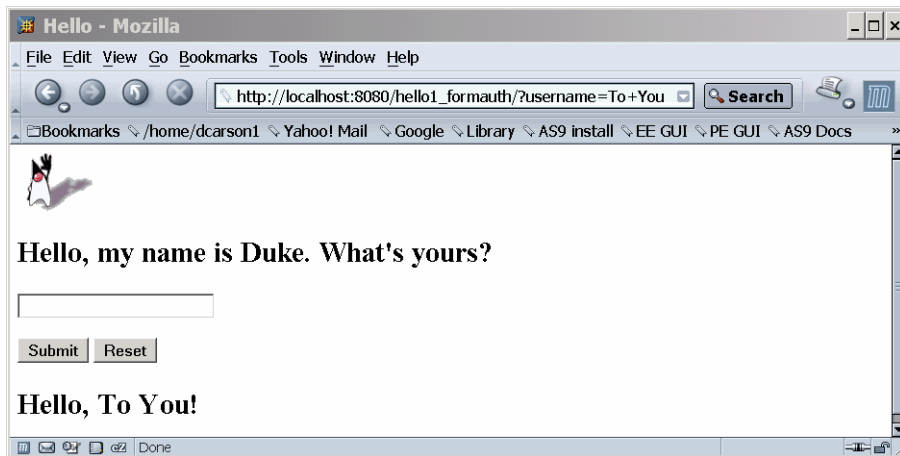 Hello - Mozilla
File Edit View Go Bookmarks Tools Window Help
http://localhost:8080/hello1_formauth/?username=To+You Search
Bookmarks /home/dcarson1 Yahoo! Mail Google Library AS9 install EE GUI PE GUI AS9 Docs »
Hello, my name is Duke. What's yours?
Submit Reset
Hello, To You!
Done